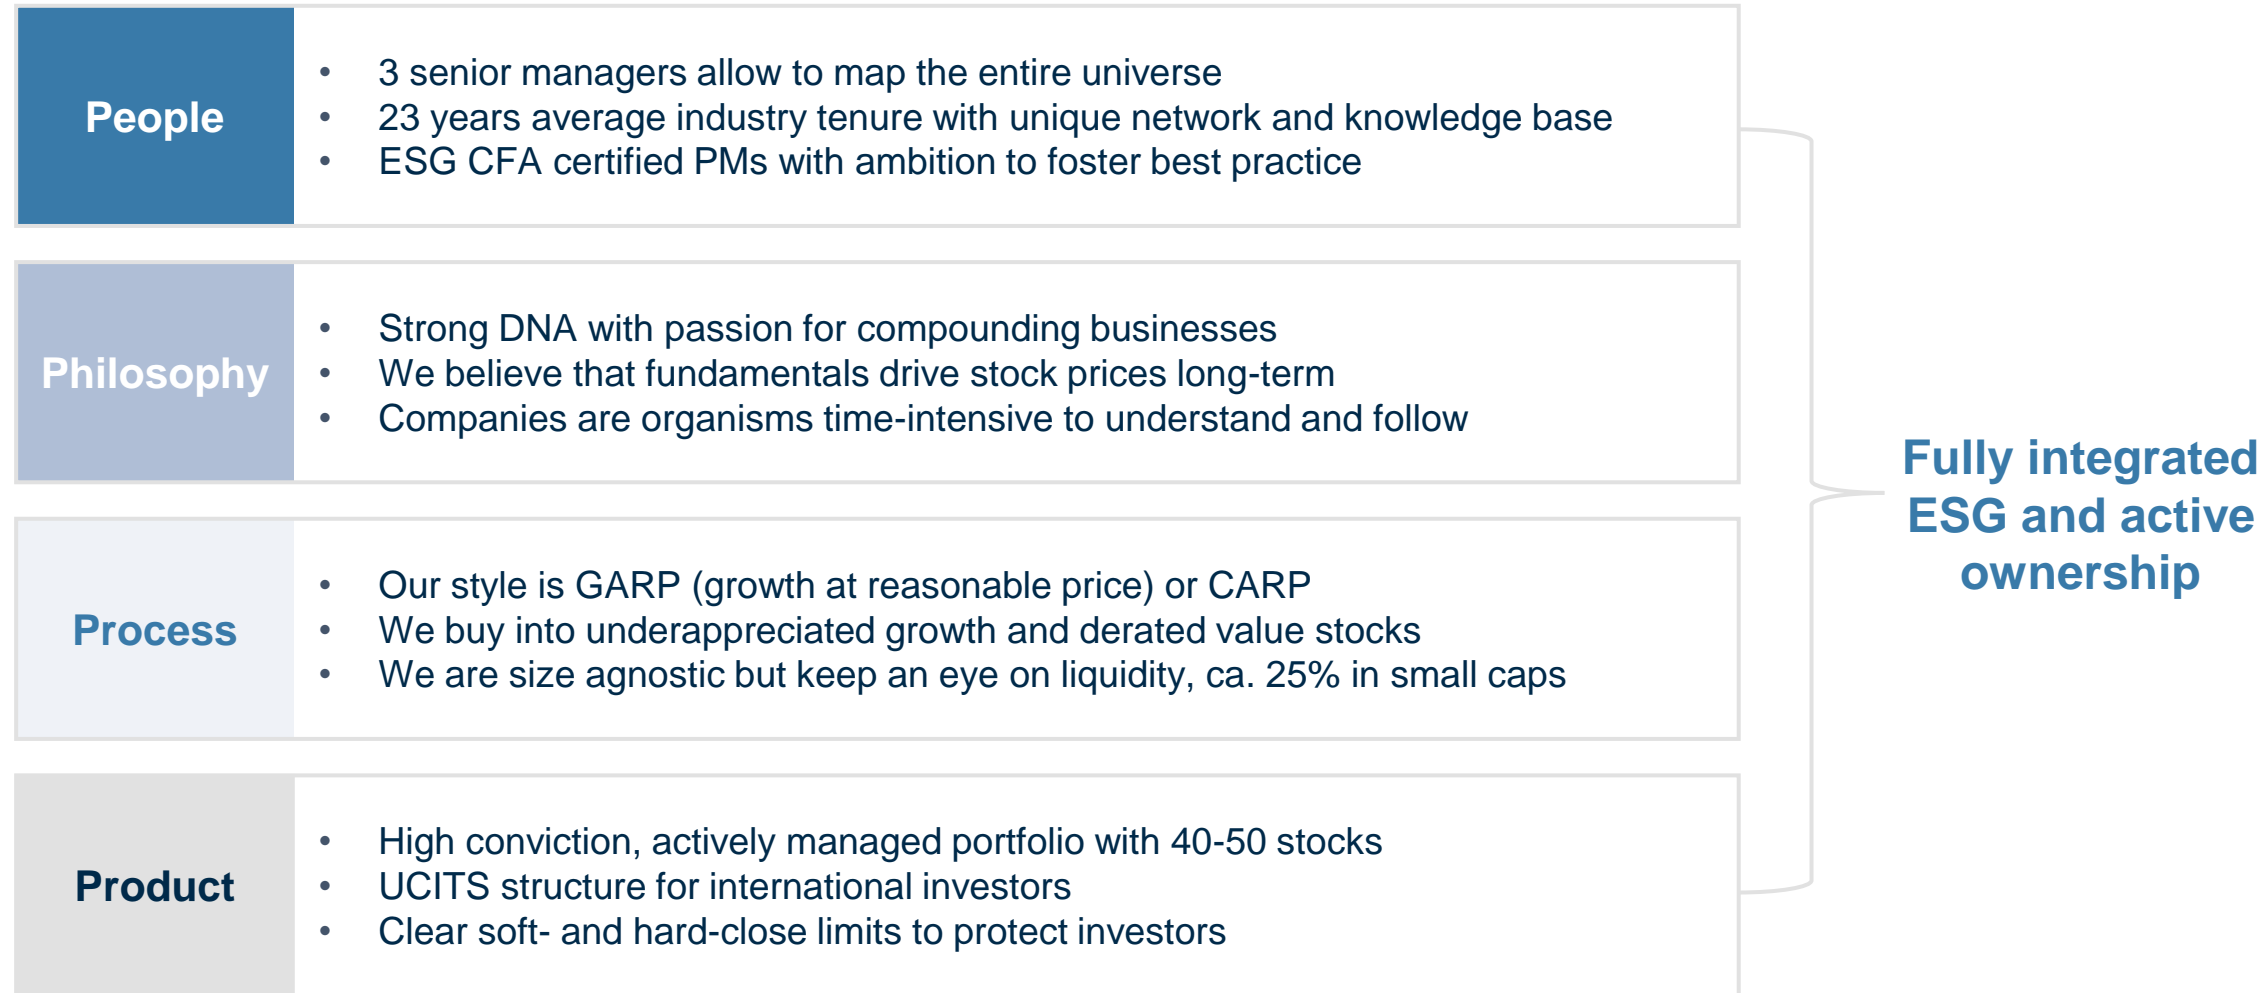 People
• 3 senior managers allow to map the entire universe
• 23 years average industry tenure with unique network and knowledge base
• ESG CFA certified PMs with ambition to foster best practice
Philosophy
• Strong DNA with passion for compounding businesses
• We believe that fundamentals drive stock prices long-term
• Companies are organisms time-intensive to understand and follow
Process
• Our style is GARP (growth at reasonable price) or CARP
• We buy into underappreciated growth and derated value stocks
• We are size agnostic but keep an eye on liquidity, ca. 25% in small caps
Product
• High conviction, actively managed portfolio with 40-50 stocks
• UCITS structure for international investors
• Clear soft- and hard-close limits to protect investors
Fully integrated
ESG and active
ownership